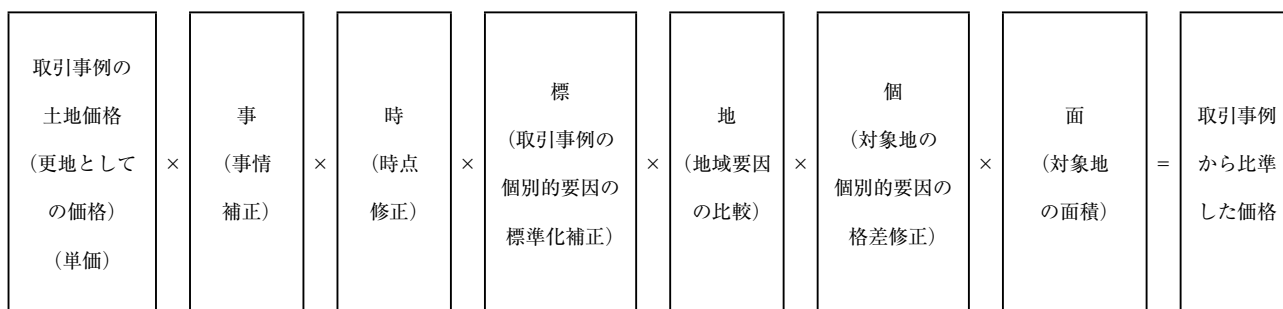 取引事例の
土地価格
（更地として
の価格）
（単価）
×
事
（事情
補正）
×
時
（時点
修正）
×
標
（取引事例の
個別的要因の
標準化補正）
×
地
（地域要因
の比較）
×
個
（対象地の
個別的要因の
格差修正）
×
面
（対象地
の面積）
=
取引事例
から比準
した価格